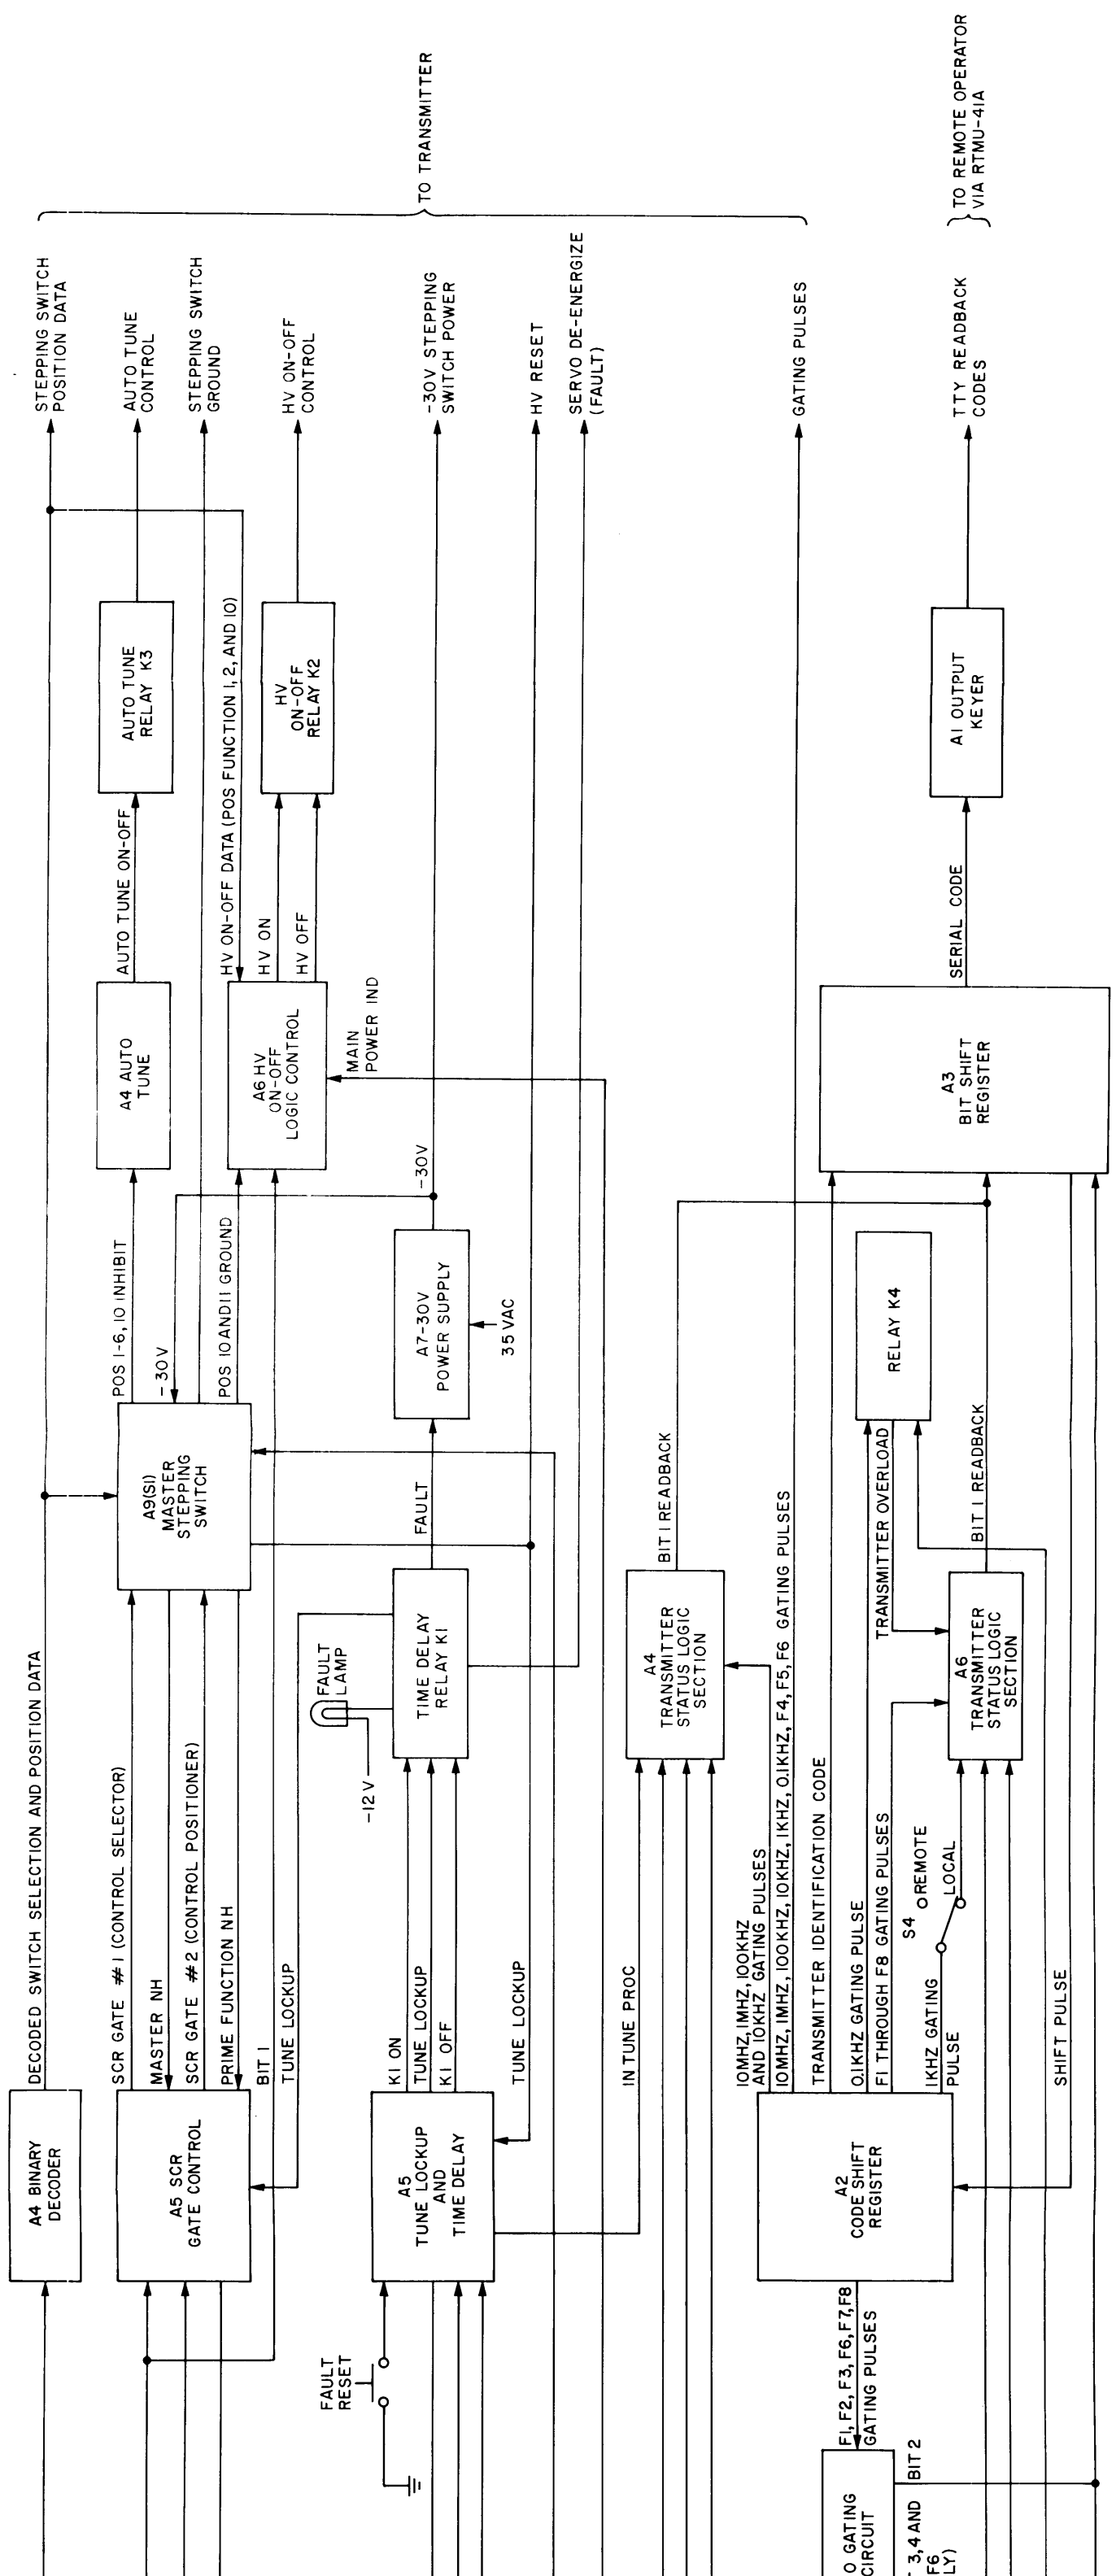 STEPPING SWITCH
POSITION DATA
AUTO TUNE
CONTROL
STEPPING SWITCH
GROUND
HV ON-OFF
CONTROL
TO TRANSMITTER
-30V STEPPING
SWITCH POWER
HV RESET
SERVO DE-ENERGIZE
(FAULT)
GATING PULSES
TTY READBACK
CODES
TO REMOTE OPERATOR
VIA RTMU-41A
AUTO TUNE
RELAY K3
HV
ON-OFF
RELAY K2
A1 OUTPUT
KEYER
AUTO TUNE ON-OFF
HV ON-OFF DATA (POS FUNCTION 1, 2, AND 10)
HV ON
HV OFF
SERIAL CODE
A4 AUTO
TUNE
A6 HV
ON-OFF
LOGIC CONTROL
MAIN
POWER IND
A3
BIT SHIFT
REGISTER
POS 1-6, 10 INHIBIT
-30V
POS 10 AND 11 GROUND
-30V
A7-30V
POWER SUPPLY
35 VAC
RELAY K4
A9(S1)
MASTER
STEPPING
SWITCH
FAULT
BIT 1 READBACK
TRANSMITTER OVERLOAD
BIT 1 READBACK
TIME DELAY
RELAY K1
FAULT
LAMP
-12V
A4
TRANSMITTER
STATUS LOGIC
SECTION
A6
TRANSMITTER
STATUS LOGIC
SECTION
DECODED SWITCH SELECTION AND POSITION DATA
SCR GATE #1 (CONTROL SELECTOR)
MASTER NH
SCR GATE #2 (CONTROL POSITIONER)
PRIME FUNCTION NH
BIT 1
TUNE LOCKUP
K1 ON
TUNE LOCKUP
K1 OFF
TUNE LOCKUP
IN TUNE PROC
10MHZ, 1MHZ, 100KHZ
AND 10KHZ GATING PULSES
10MHZ, 1MHZ, 100KHZ, 10KHZ, 1KHZ, 0.1KHZ, F4, F5, F6 GATING PULSES
TRANSMITTER IDENTIFICATION CODE
0.1KHZ GATING PULSE
F1 THROUGH F8 GATING PULSES
S4
REMOTE
LOCAL
1KHZ GATING
PULSE
SHIFT PULSE
A4 BINARY
DECODER
A5 SCR
GATE CONTROL
A5
TUNE LOCKUP
AND
TIME DELAY
A2
CODE SHIFT
REGISTER
FAULT
RESET
F1, F2, F3, F6, F7, F8
GATING PULSES
O GATING
CIRCUIT
BIT 2
3, 4 AND
F6
LY)